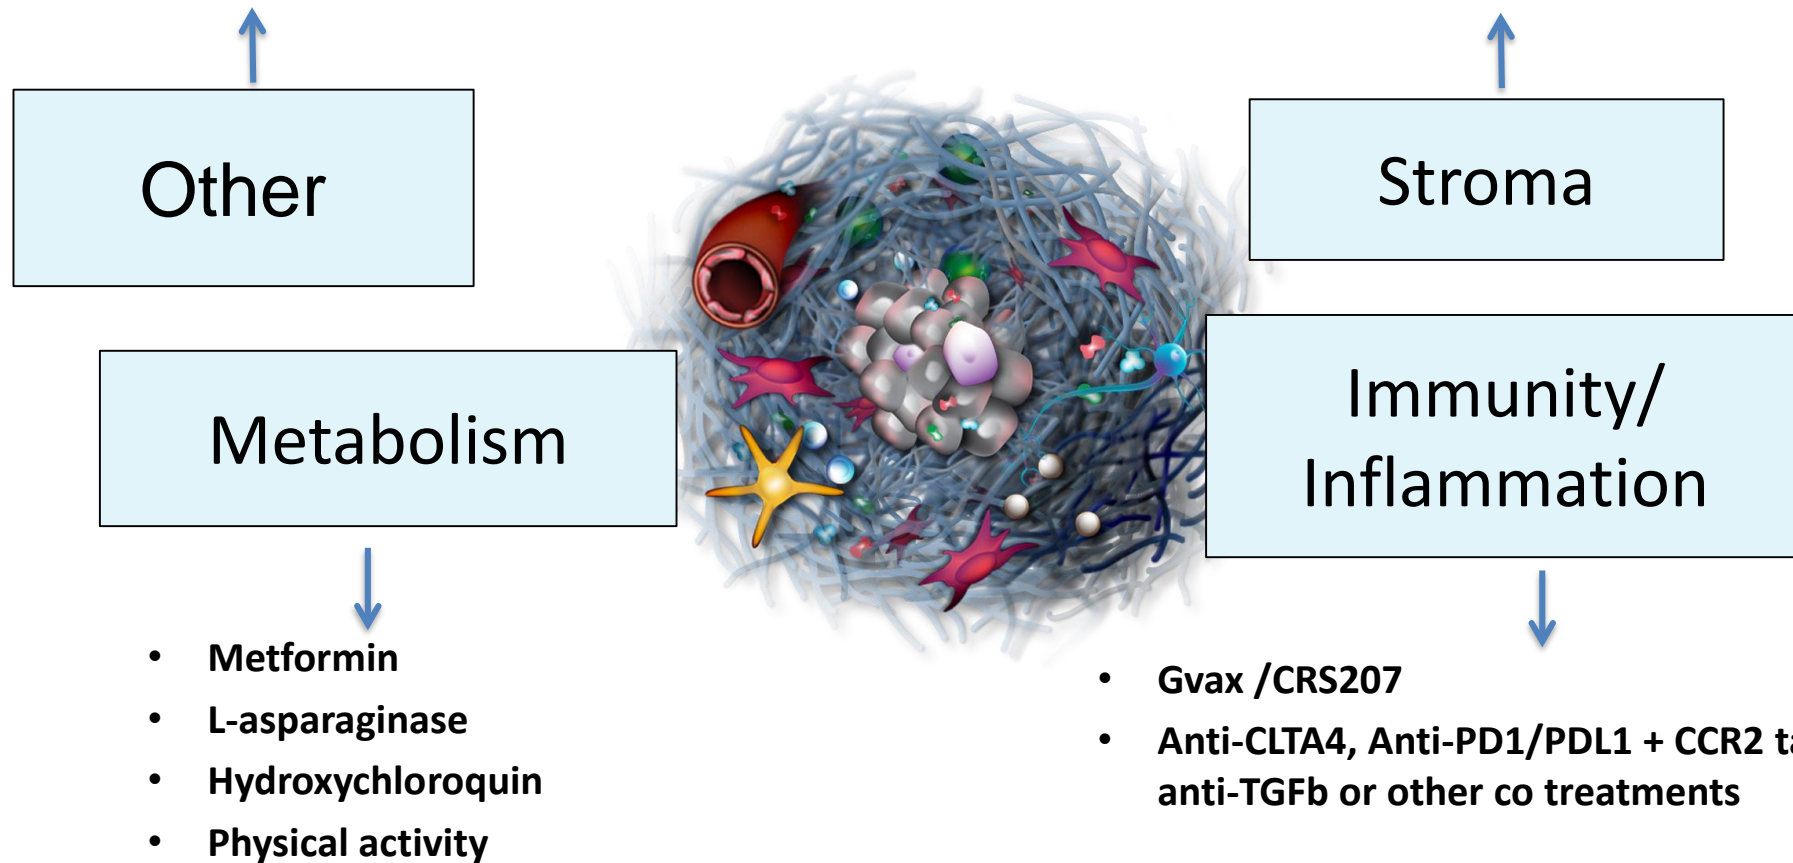 Other
Stroma
Metabolism
Immunity/
Inflammation
• Metformin
• L-asparaginase
• Hydroxychloroquin
• Physical activity
• Gvax /CRS207
• Anti-CLTA4, Anti-PD1/PDL1 + CCR2
anti-TGFb or other co treatments